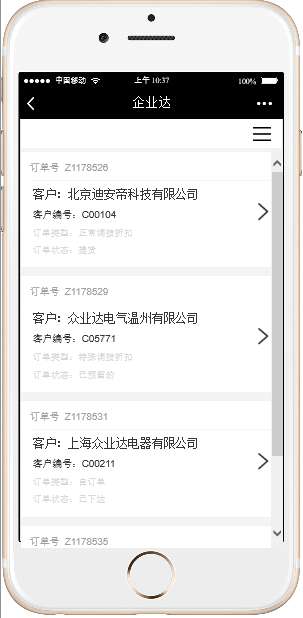 中国移动 上午 10:37 100%
企业达
订单号 Z1178526
客户：北京迪安帝科技有限公司
客户编号：C00104
订单类型：正常调拨折扣
订单状态：提货
订单号 Z1178529
客户：众业达电气温州有限公司
客户编号：C05771
订单类型：特殊调拨折扣
订单状态：已预留的
订单号 Z1178531
客户：上海众业达电器有限公司
客户编号：C00211
订单类型：自订单
订单状态：已下达
订单号 Z1178535